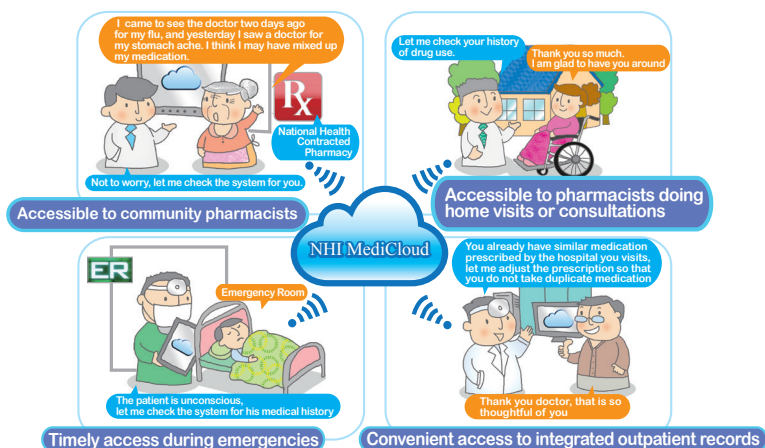 I came to see the doctor two days ago
for my flu, and yesterday I saw a doctor for
my stomach ache. I think I may have mixed up
my medication.
Rx
National Health
Contracted
Pharmacy
Not to worry, let me check the system for you.
Accessible to community pharmacists
Let me check your history
of drug use.
Thank you so much.
I am glad to have you around
Accessible to pharmacists doing
home visits or consultations
NHI MediCloud
ER
Emergency Room
The patient is unconscious,
let me check the system for his medical history
Timely access during emergencies
You already have similar medication
prescribed by the hospital you visits,
let me adjust the prescription so that
you do not take duplicate medication
Thank you doctor, that is so
thoughtful of you
Convenient access to integrated outpatient records